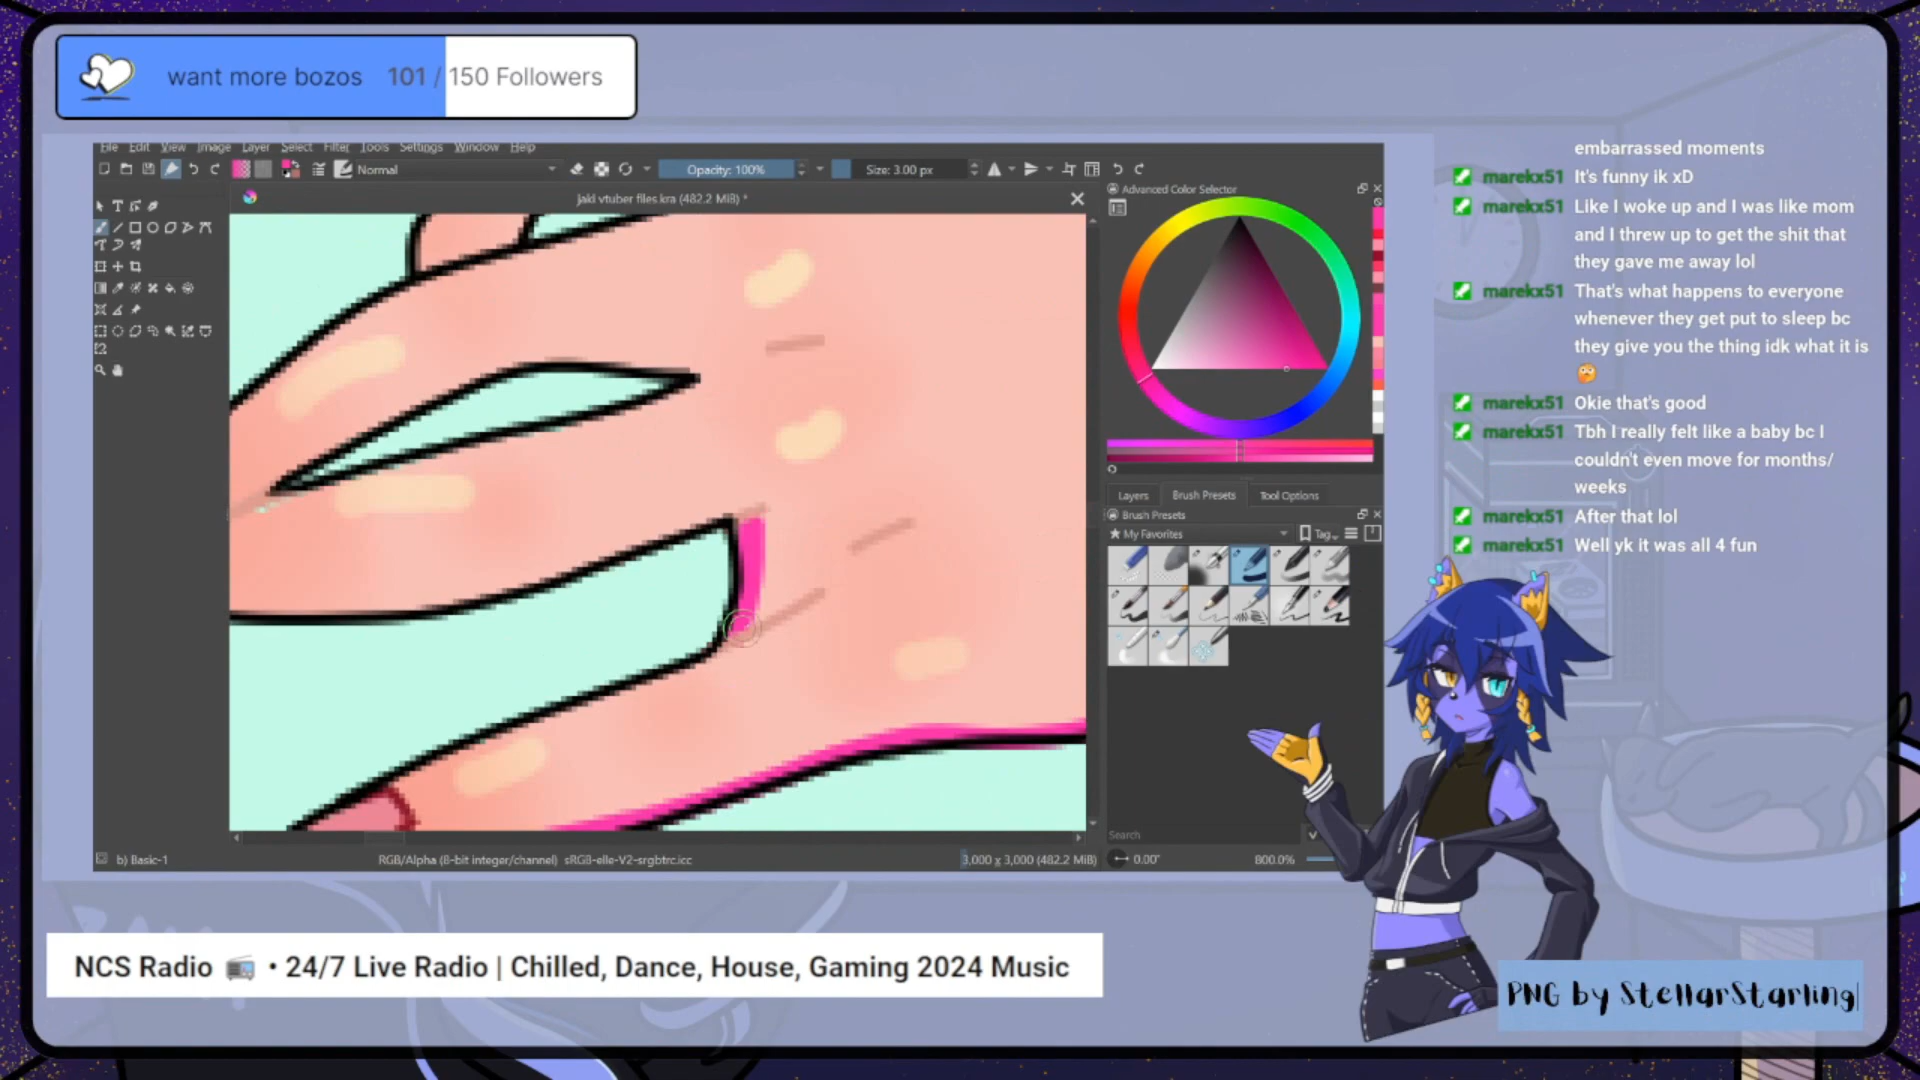 want more bozos 101 / 150 Followers
File Edit View Image Layer Select Filter Tools Settings Window Help
Normal
Opacity: 100%
Size: 3.00 px
jaki vtuber files.kra (482.2 MiB) *
Advanced Color Selector
Layers Brush Presets Tool Options
Brush Presets
★ My Favorites
Tag
Search
b) Basic-1
RGB/Alpha (8-bit integer/channel) sRGB-elle-V2-srgbtrc.icc
3,000 x 3,000 (482.2 MiB)
0.00°
800.0%
embarrassed moments
marekx51 It's funny ik xD
marekx51 Like I woke up and I was like mom
and I threw up to get the shit that
they gave me away lol
marekx51 That's what happens to everyone
whenever they get put to sleep bc
they give you the thing idk what it is
marekx51 Okie that's good
marekx51 Tbh I really felt like a baby bc I
couldn't even move for months/
weeks
marekx51 After that lol
marekx51 Well yk it was all 4 fun
NCS Radio 📻 • 24/7 Live Radio | Chilled, Dance, House, Gaming 2024 Music
PNG by StellarStarling